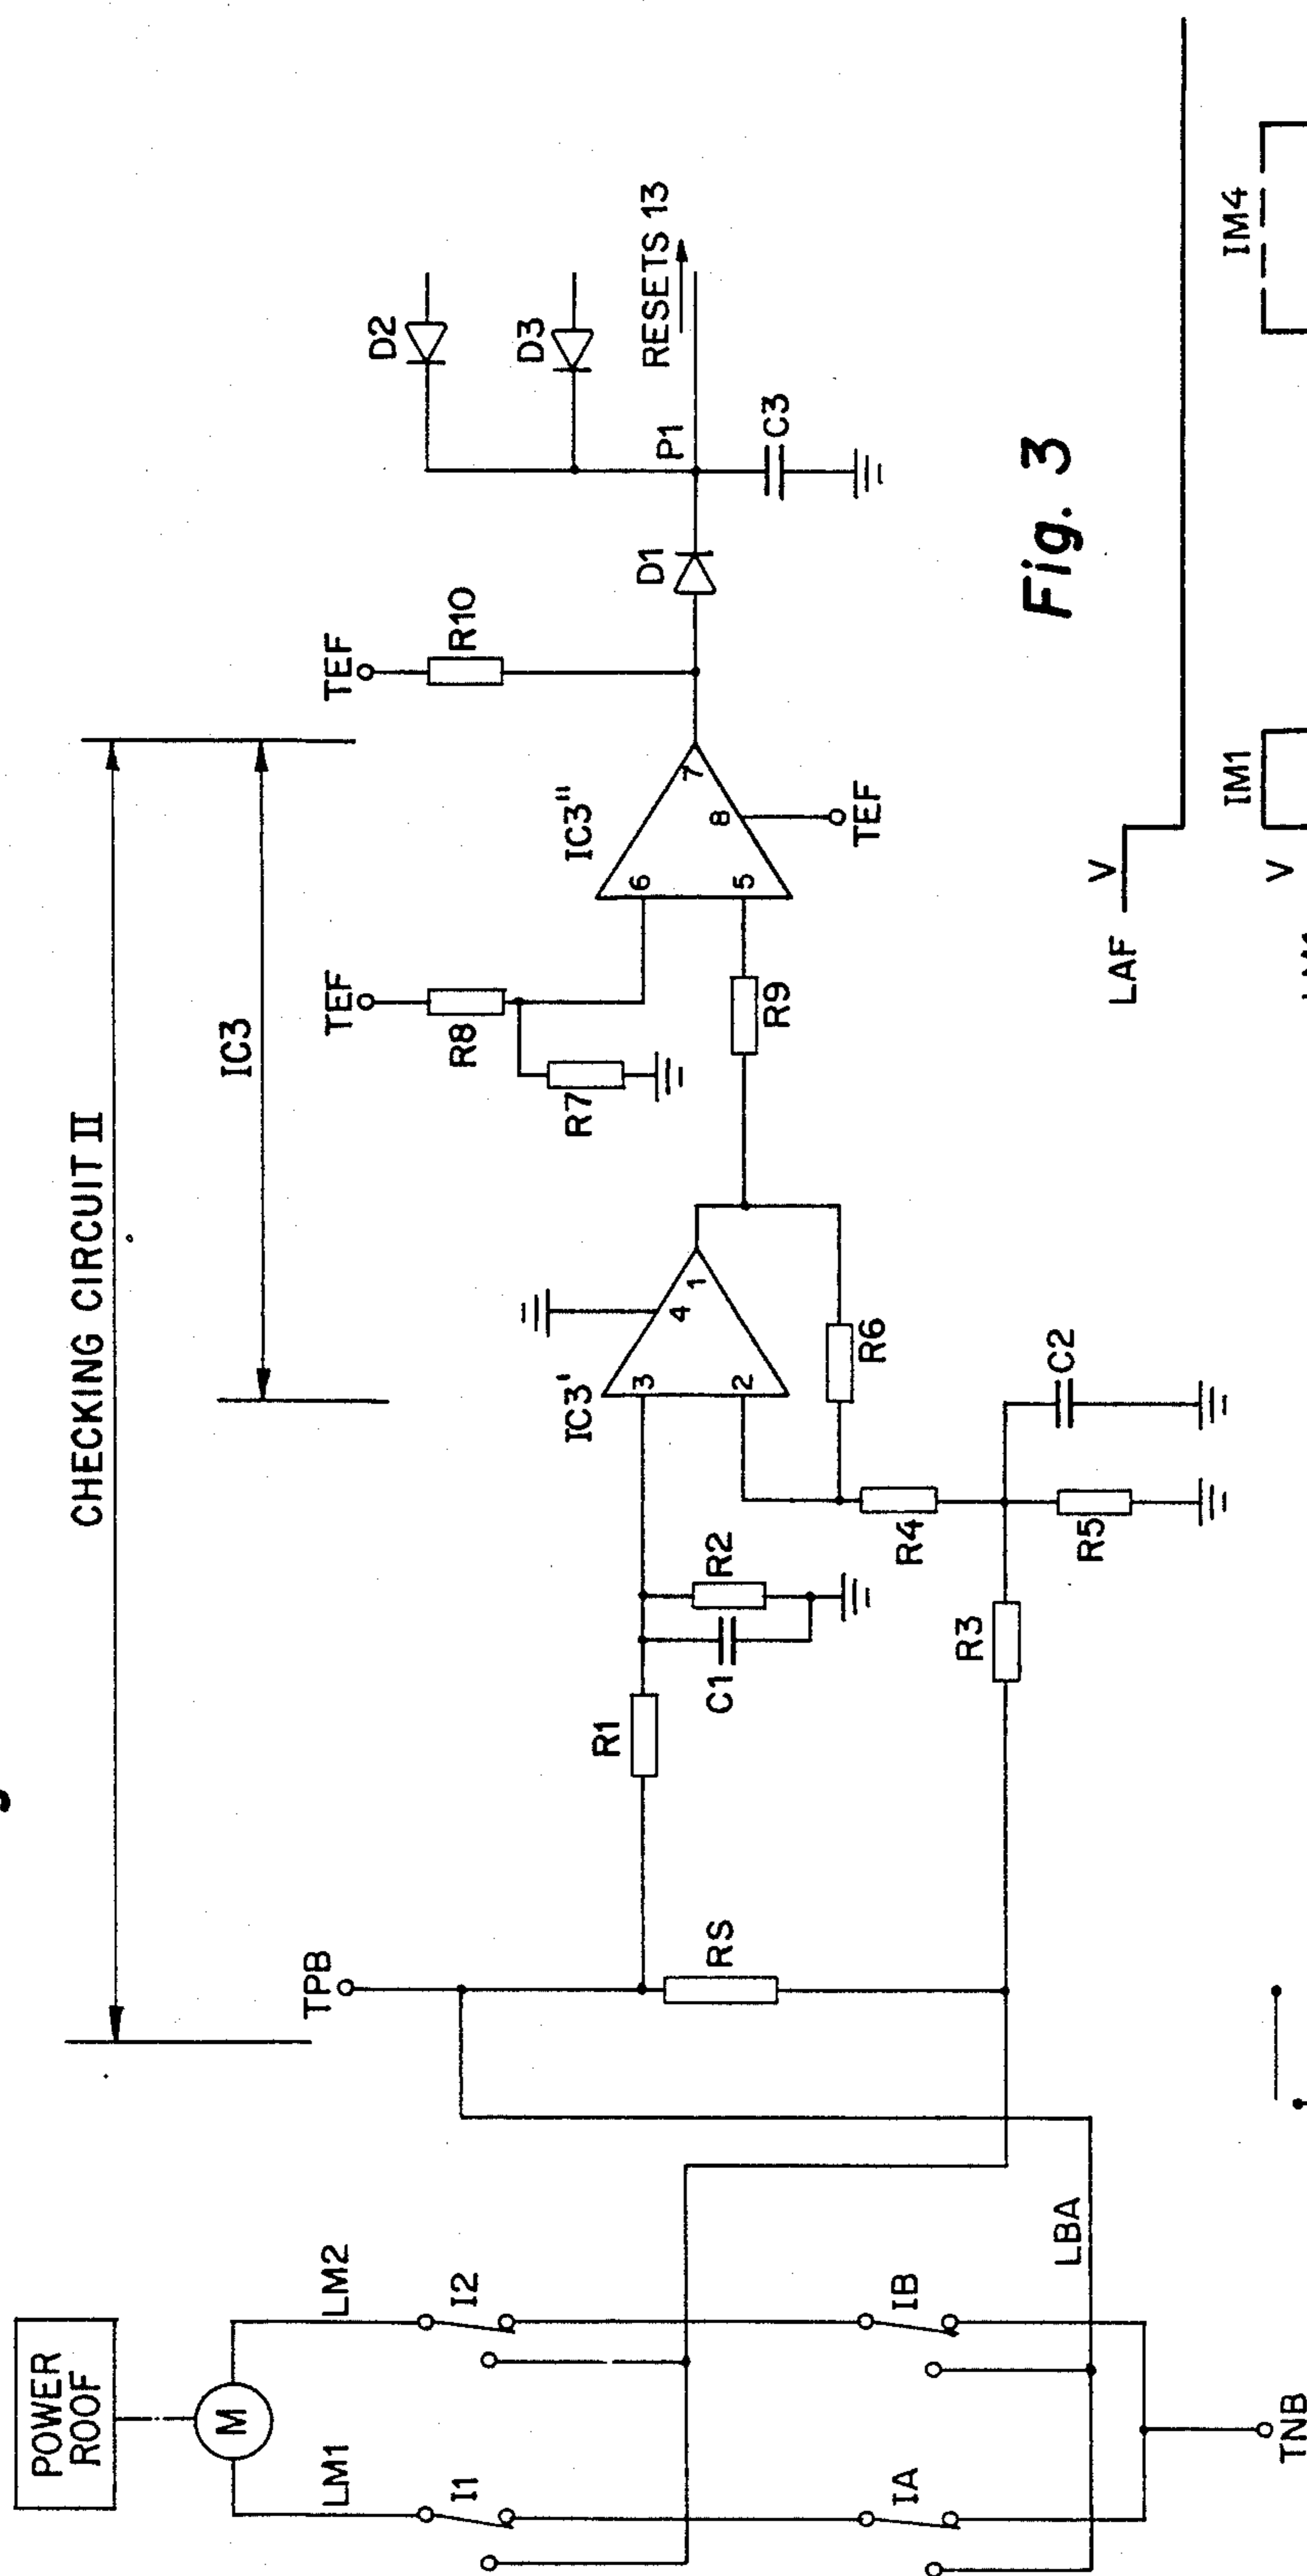 CHECKING CIRCUIT II
IC3
POWER
ROOF
M
LM1
LM2
I1
I2
IA
IB
LBA
TNB
TPB
RS
R1
C1
R2
R3
R4
R5
C2
R6
IC3'
3
2
4
1
TEF
R8
R7
R9
IC3"
6
5
7
8
TEF
TEF
R10
D1
D2
D3
P1
C3
RESETS 13
Fig. 3
LAF
V
IM1
V
IM4